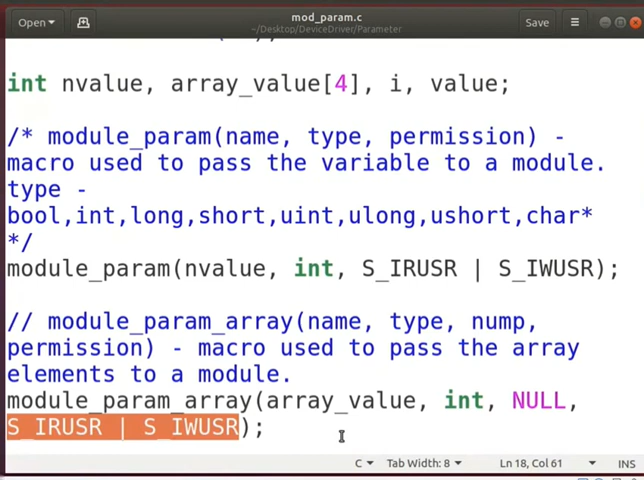 Open
mod_param.c
~/Desktop/DeviceDriver/Parameter
Save
int nvalue, array_value[4], i, value;
/* module_param(name, type, permission) -
macro used to pass the variable to a module.
type -
bool,int,long,short,uint,ulong,ushort,char*
*/
module_param(nvalue, int, S_IRUSR | S_IWUSR);
// module_param_array(name, type, nump,
permission) - macro used to pass the array
elements to a module.
module_param_array(array_value, int, NULL,
S_IRUSR | S_IWUSR);
C
Tab Width: 8
Ln 18, Col 61
INS